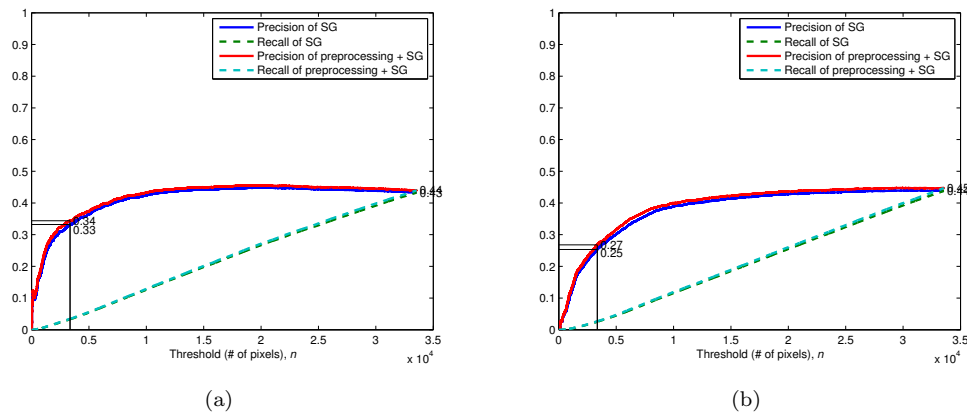 1
0.9
0.8
0.7
0.6
0.5
0.4
0.3
0.2
0.1
0
Precision of SG
Recall of SG
Precision of preprocessing + SG
Recall of preprocessing + SG
0.34
0.33
0.44
0.43
0 0.5 1 1.5 2 2.5 3 3.5
x 10^4
Threshold (# of pixels), n
(a)
1
0.9
0.8
0.7
0.6
0.5
0.4
0.3
0.2
0.1
0
Precision of SG
Recall of SG
Precision of preprocessing + SG
Recall of preprocessing + SG
0.27
0.25
0.45
0.44
0 0.5 1 1.5 2 2.5 3 3.5
x 10^4
Threshold (# of pixels), n
(b)